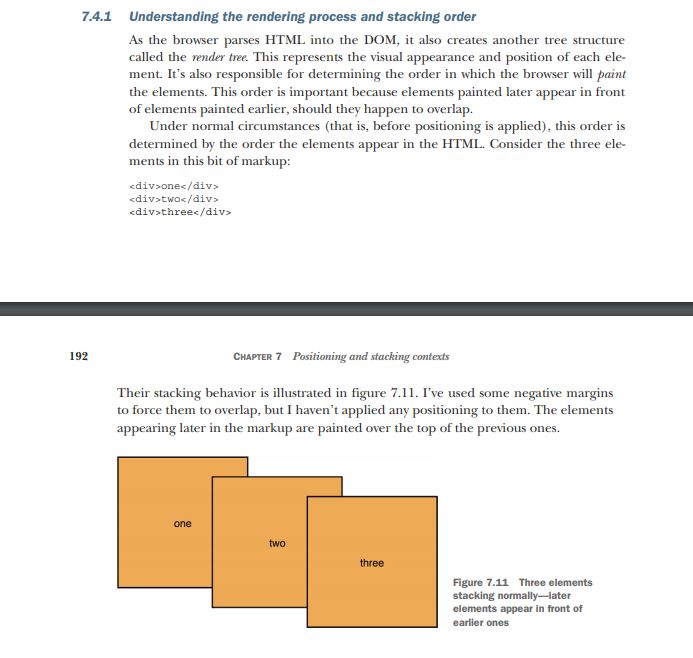 7.4.1 Understanding the rendering process and stacking order
As the browser parses HTML into the DOM, it also creates another tree structure
called the render tree. This represents the visual appearance and position of each ele-
ment. It's also responsible for determining the order in which the browser will paint
the elements. This order is important because elements painted later appear in front
of elements painted earlier, should they happen to overlap.
Under normal circumstances (that is, before positioning is applied), this order is
determined by the order the elements appear in the HTML. Consider the three ele-
ments in this bit of markup:
<div>one</div>
<div>two</div>
<div>three</div>
192 CHAPTER 7 Positioning and stacking contexts
Their stacking behavior is illustrated in figure 7.11. I've used some negative margins
to force them to overlap, but I haven't applied any positioning to them. The elements
appearing later in the markup are painted over the top of the previous ones.
one
two
three
Figure 7.11 Three elements
stacking normally—later
elements appear in front of
earlier ones